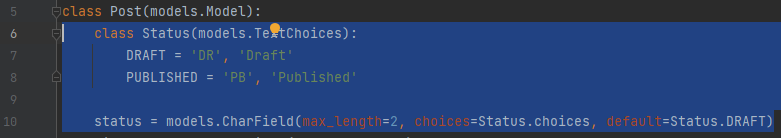 5 class Post(models.Model):
6 class Status(models.TextChoices):
7 DRAFT = 'DR', 'Draft'
8 PUBLISHED = 'PB', 'Published'
9
10 status = models.CharField(max_length=2, choices=Status.choices, default=Status.DRAFT)